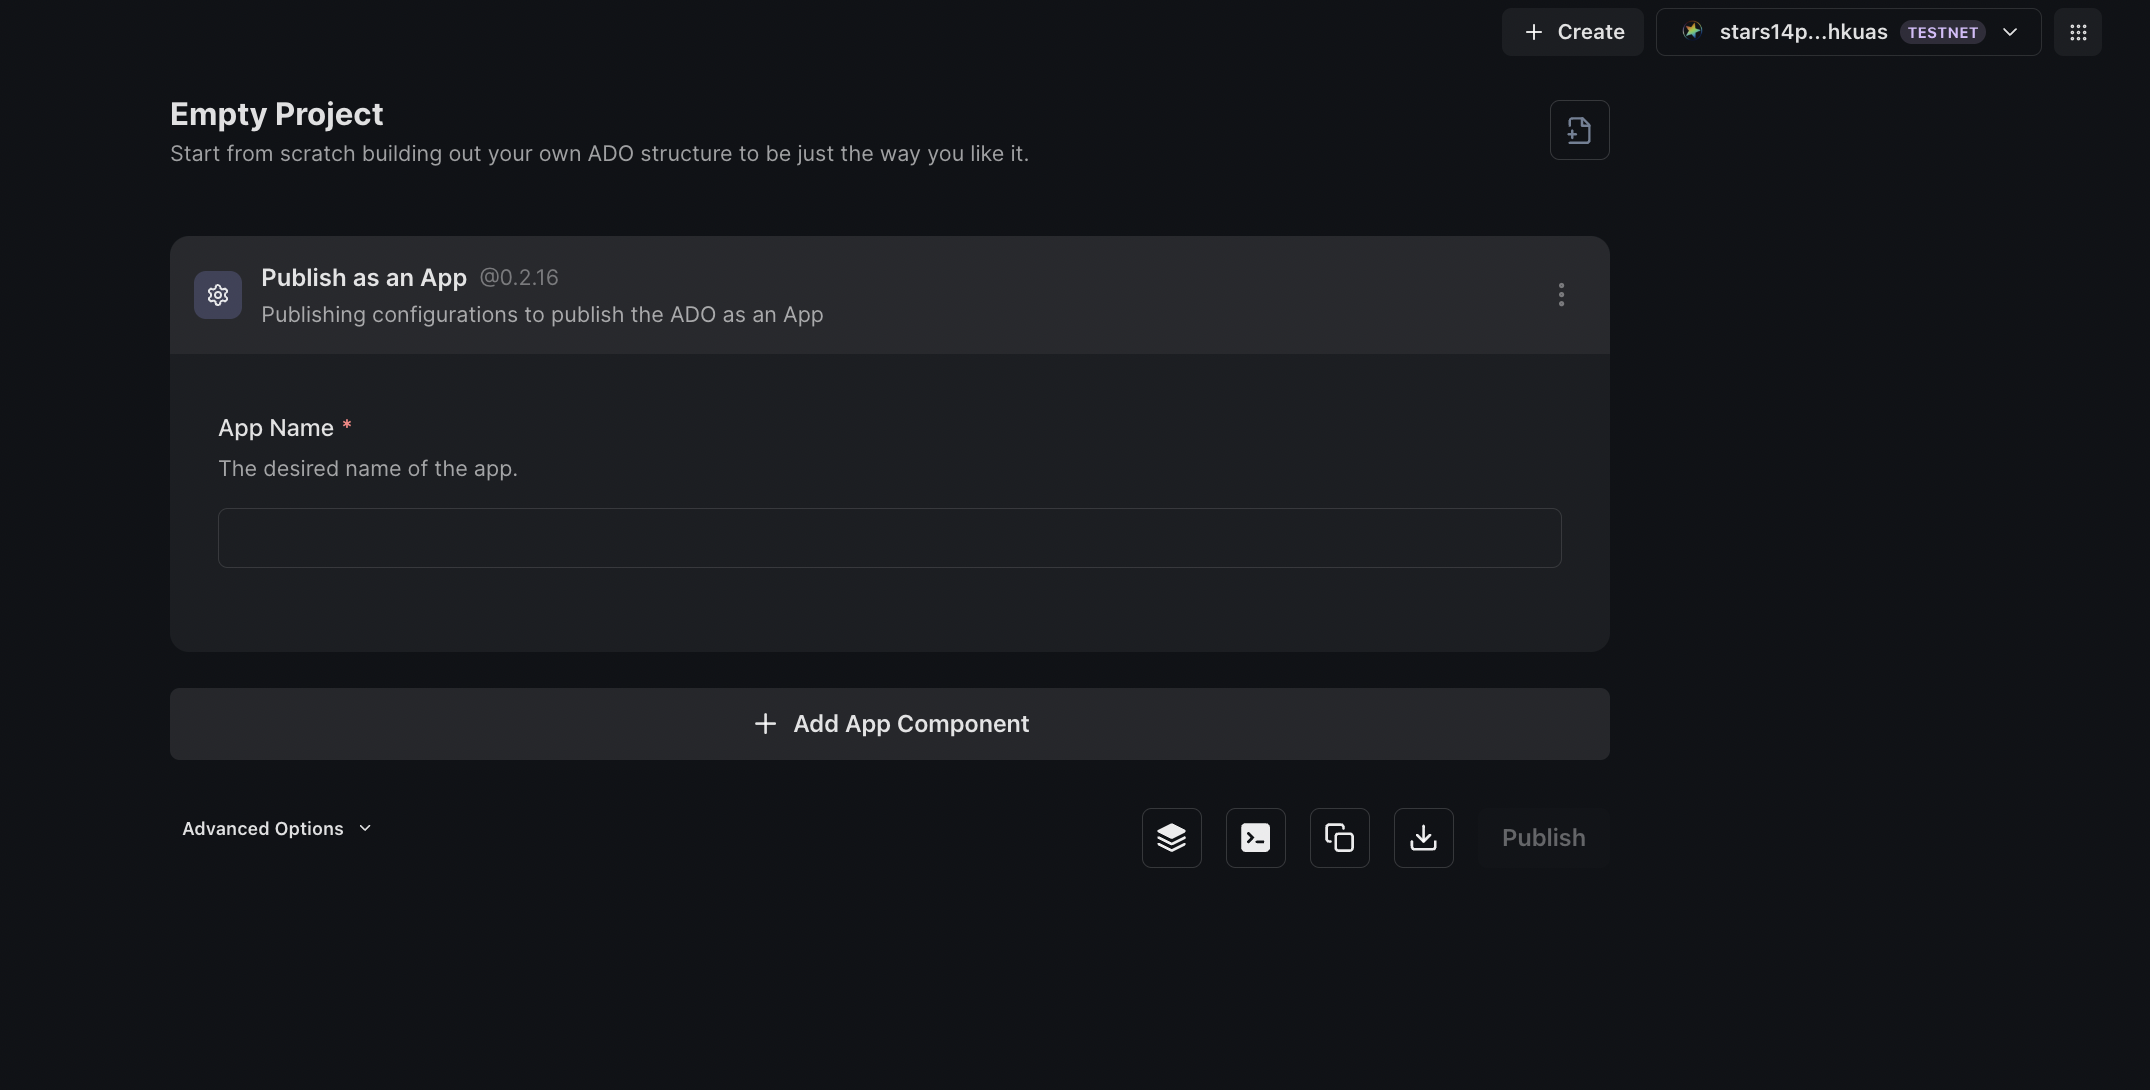 Create
stars14p...hkuas TESTNET
Empty Project
Start from scratch building out your own ADO structure to be just the way you like it.
Publish as an App @0.2.16
Publishing configurations to publish the ADO as an App
App Name *
The desired name of the app.
Add App Component
Advanced Options
Publish